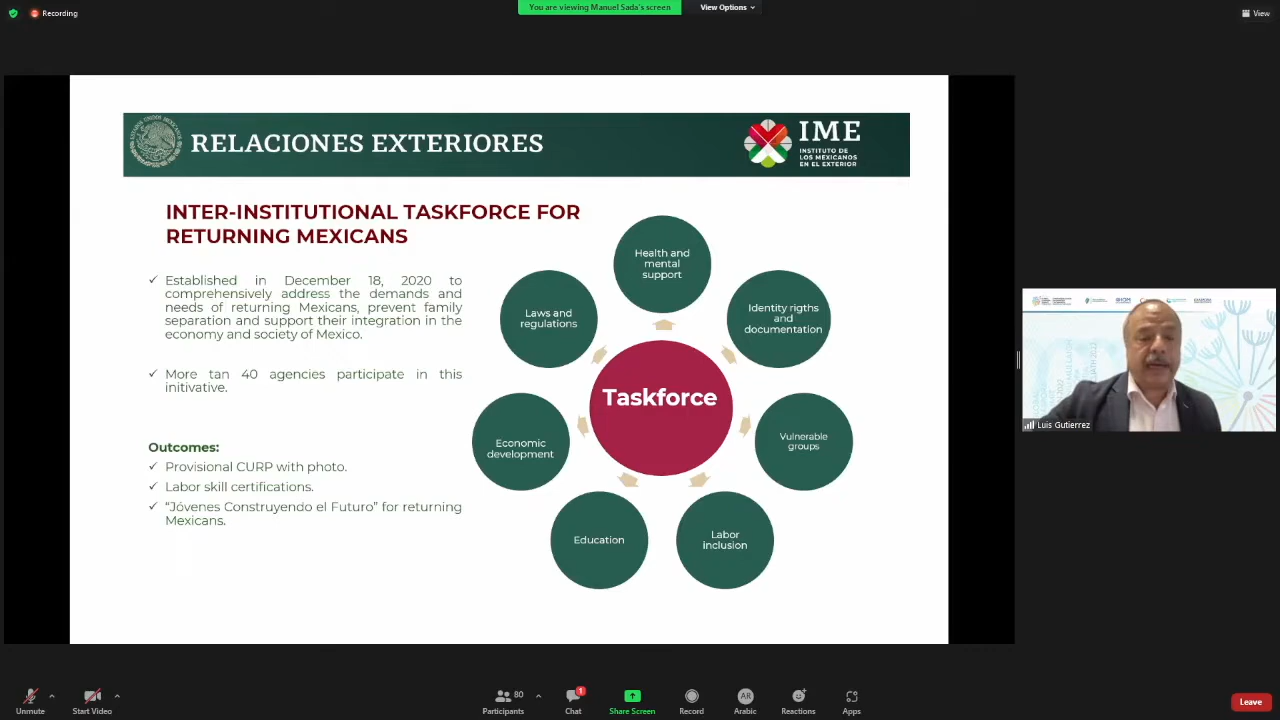 Recording
You are viewing Manuel Sada's screen
View Options
View
RELACIONES EXTERIORES
IME
INSTITUTO DE
LOS MEXICANOS
EN EL EXTERIOR
INTER-INSTITUTIONAL TASKFORCE FOR
RETURNING MEXICANS
✓ Established in December 18, 2020 to
comprehensively address the demands and
needs of returning Mexicans, prevent family
separation and support their integration in the
economy and society of Mexico.
✓ More tan 40 agencies participate in this
initivative.
Outcomes:
✓ Provisional CURP with photo.
✓ Labor skill certifications.
✓ “Jóvenes Construyendo el Futuro” for returning
Mexicans.
Health and
mental
support
Laws and
regulations
Identity rigths
and
documentation
Taskforce
Economic
development
Vulnerable
groups
Education
Labor
inclusion
Luis Gutierrez
Unmute
Start Video
80
Participants
1
Chat
Share Screen
Record
AR
Arabic
Reactions
Apps
Leave